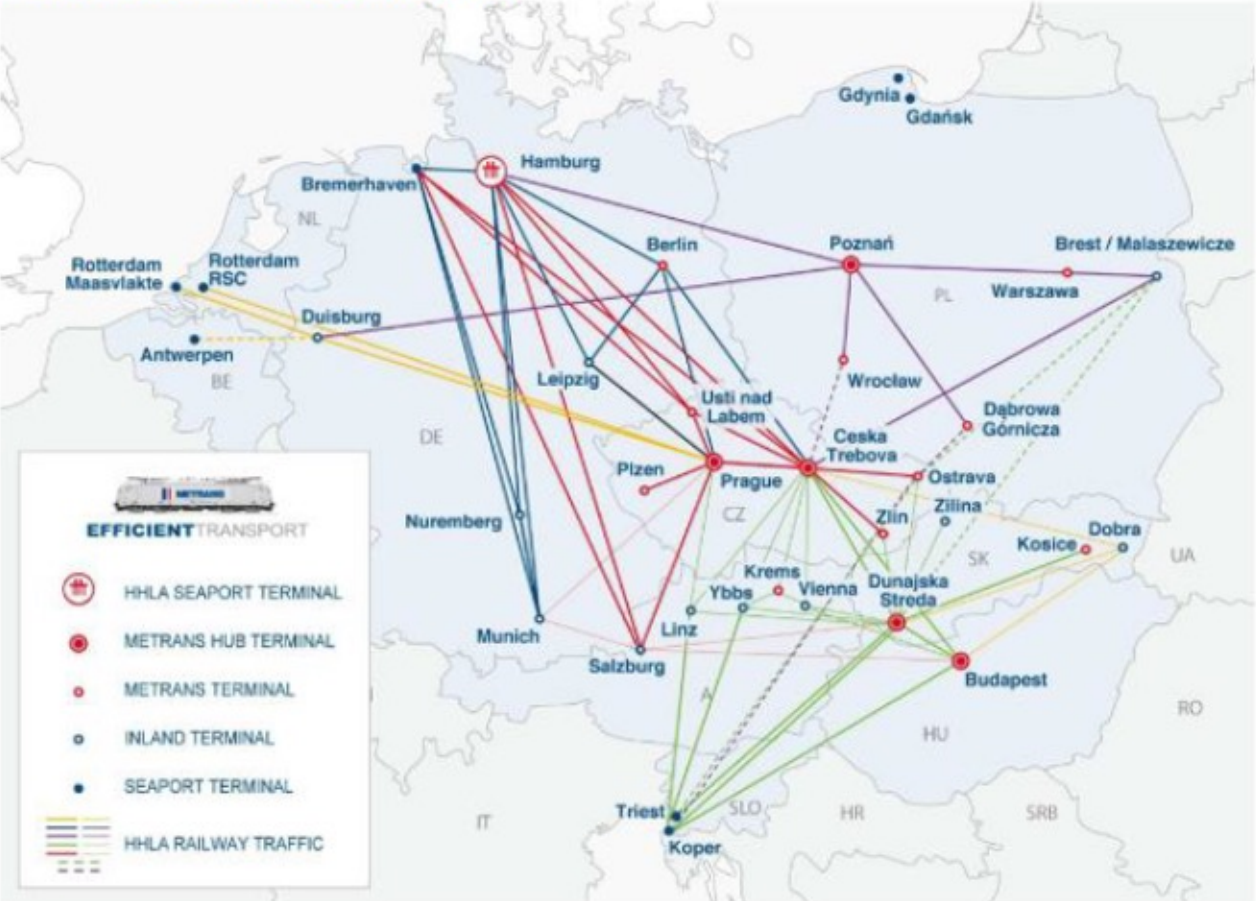 Gdynia
Gdańsk
Hamburg
Bremerhaven
NL
Berlin
Poznań
Brest / Malaszewicze
Rotterdam
Maasvlakte
Rotterdam
RSC
Warszawa
PL
Duisburg
Antwerpen
BE
Leipzig
Wrocław
Usti nad
Labem
Dąbrowa
Górnicza
DE
Ceska
Trebova
Plzen
Prague
Ostrava
METRANS
EFFICIENTTRANSPORT
Nuremberg
CZ
Zlin
Zilina
Dobra
Kosice
SK
UA
HHLA SEAPORT TERMINAL
Krems
Ybbs
Vienna
Dunajska
Streda
METRANS HUB TERMINAL
Munich
Linz
Salzburg
Budapest
METRANS TERMINAL
A
RO
INLAND TERMINAL
HU
SEAPORT TERMINAL
Triest
SLO
HR
SRB
IT
HHLA RAILWAY TRAFFIC
Koper